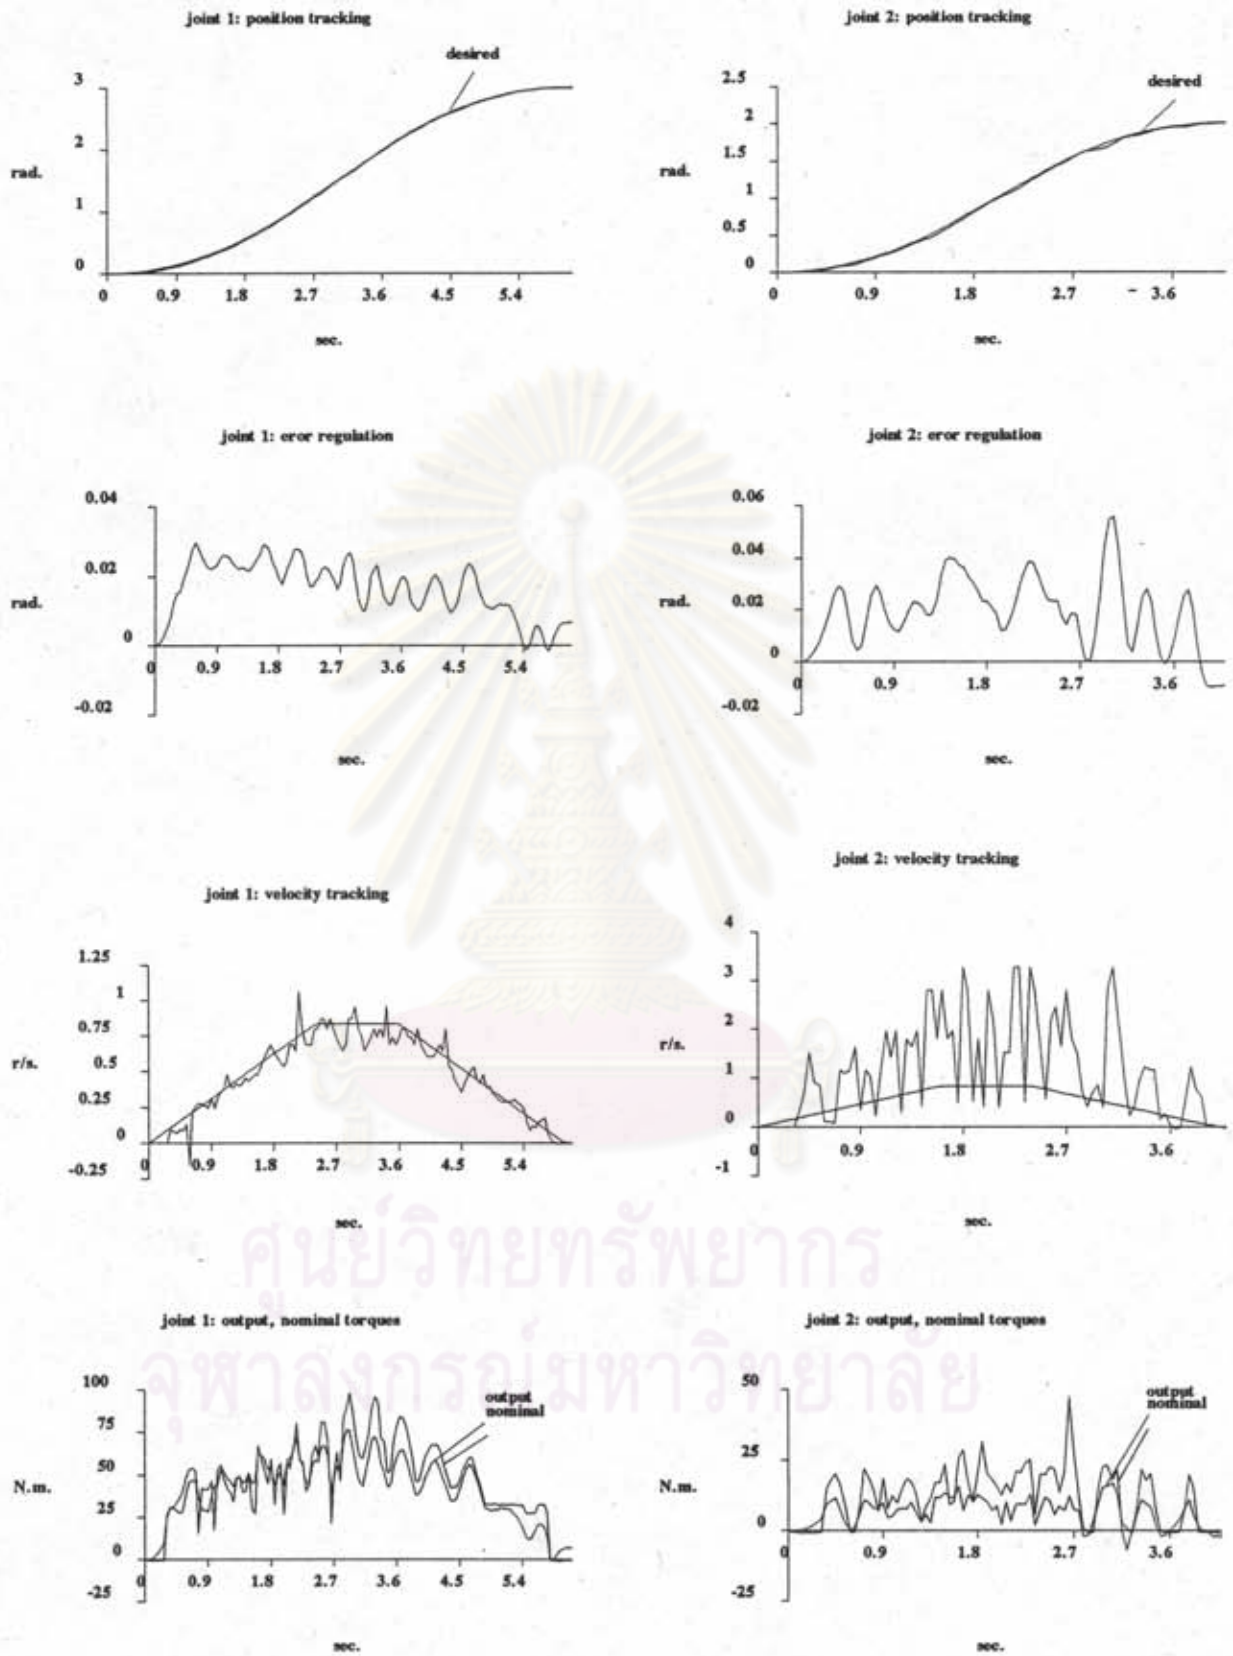 joint 1: position tracking
desired
3
2
rad.
1
0
0 0.9 1.8 2.7 3.6 4.5 5.4
sec.
joint 2: position tracking
2.5
desired
2
1.5
rad.
1
0.5
0
0 0.9 1.8 2.7 3.6
sec.
joint 1: eror regulation
0.04
0.02
rad.
0
0 0.9 1.8 2.7 3.6 4.5 5.4
-0.02
sec.
joint 2: eror regulation
0.06
0.04
rad.
0.02
0
0 0.9 1.8 2.7 3.6
-0.02
sec.
joint 1: velocity tracking
1.25
1
0.75
r/s.
0.5
0.25
0
-0.25
0 0.9 1.8 2.7 3.6 4.5 5.4
sec.
joint 2: velocity tracking
4
3
2
r/s.
1
0
0 0.9 1.8 2.7 3.6
-1
sec.
ศูนย์วิทยทรัพยากร
จุฬาลงกรณ์มหาวิทยาลัย
joint 1: output, nominal torques
100
output
nominal
75
50
N.m.
25
0
0 0.9 1.8 2.7 3.6 4.5 5.4
-25
sec.
joint 2: output, nominal torques
50
output
nominal
25
N.m.
0
0 0.9 1.8 2.7 3.6
-25
sec.